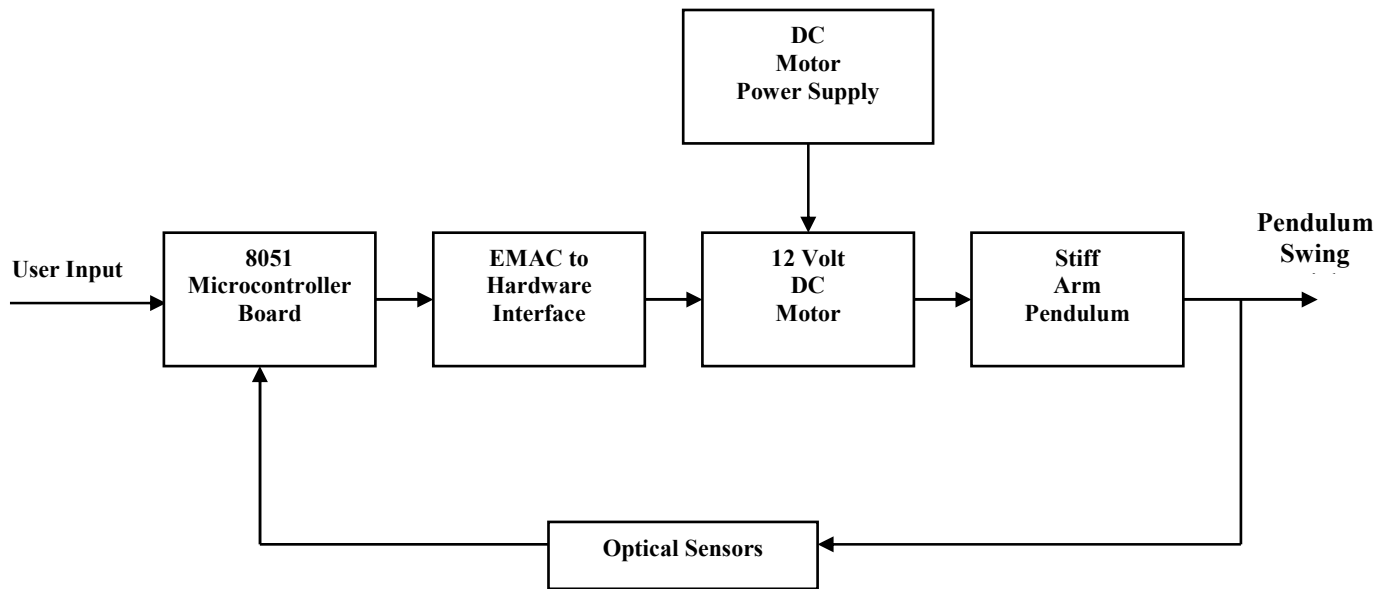 DC
Motor
Power Supply
User Input
8051
Microcontroller
Board
EMAC to
Hardware
Interface
12 Volt
DC
Motor
Stiff
Arm
Pendulum
Pendulum
Swing
Optical Sensors